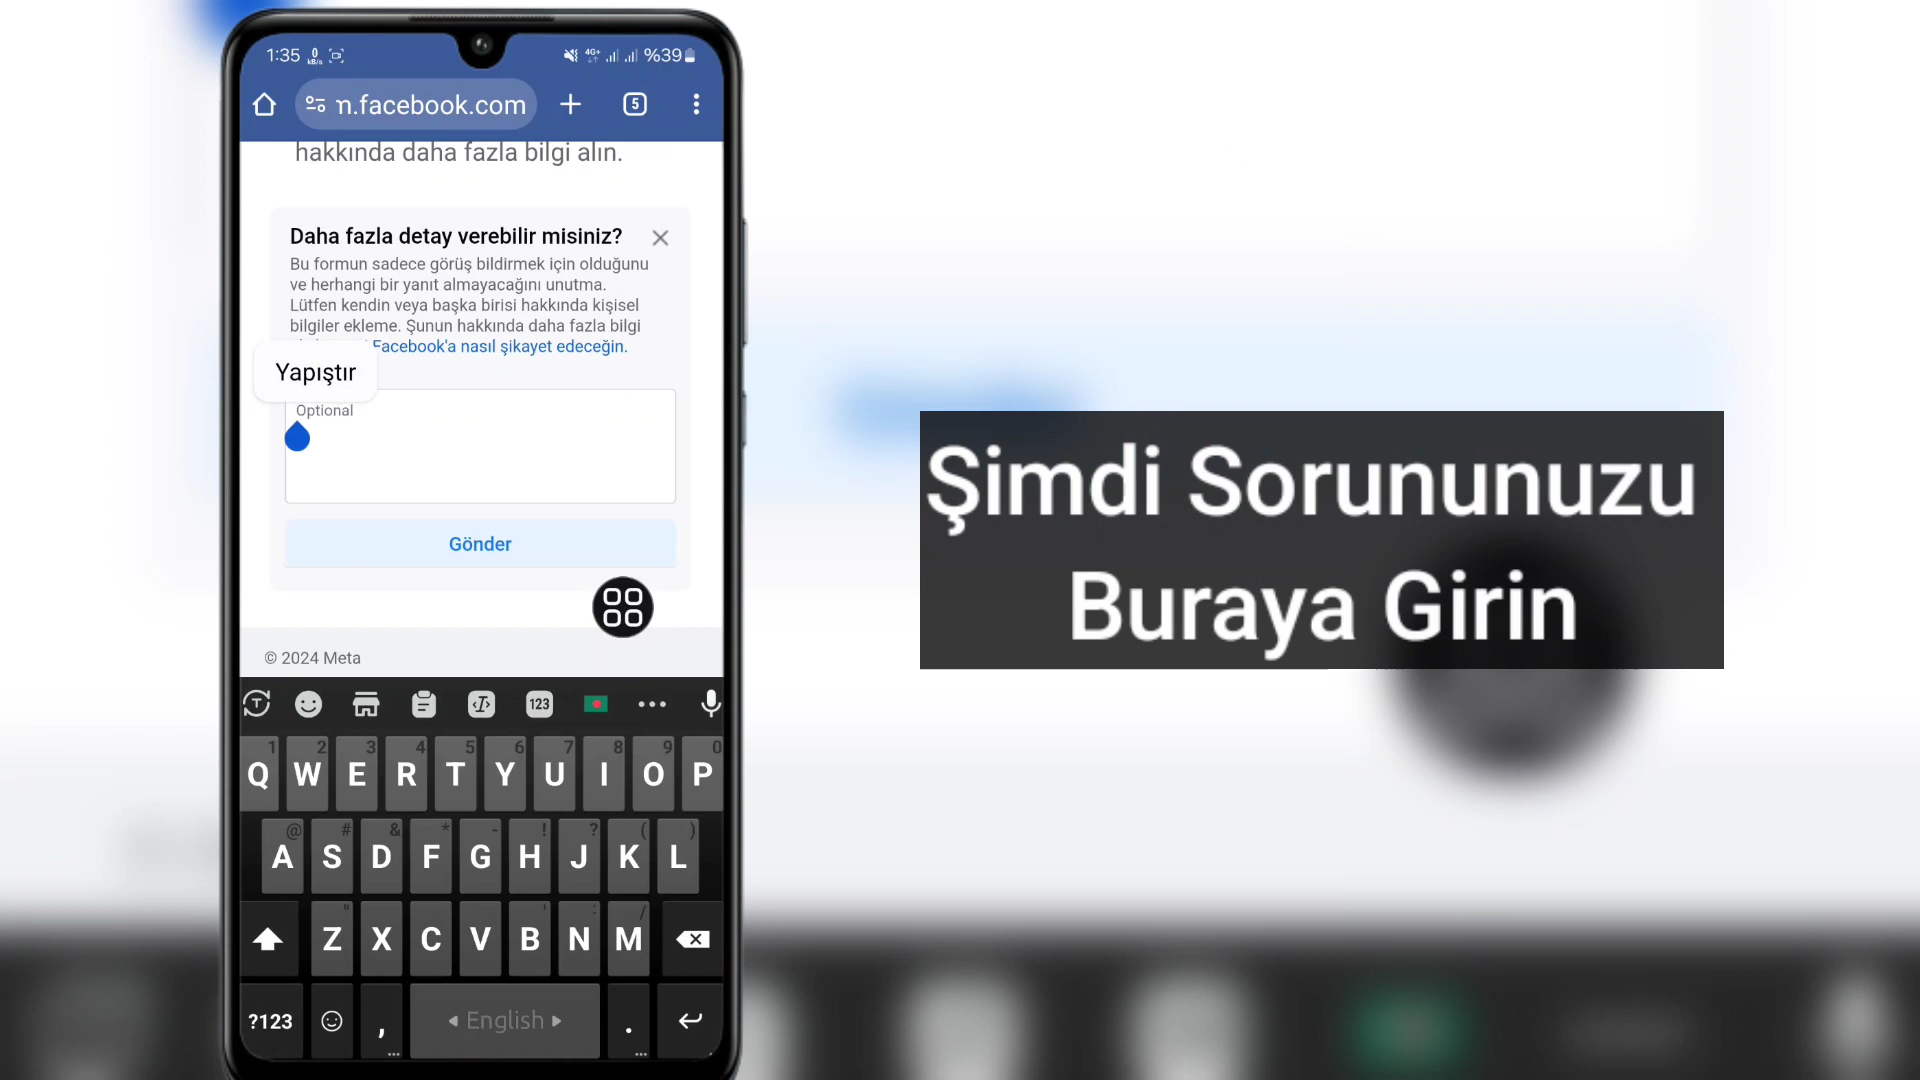 1:35 0 kB/s 4G+ %39
m.facebook.com 5
hakkında daha fazla bilgi alın.
Daha fazla detay verebilir misiniz?
Bu formun sadece görüş bildirmek için olduğunu
ve herhangi bir yanıt almayacağını unutma.
Lütfen kendin veya başka birisi hakkında kişisel
bilgiler ekleme. Şunun hakkında daha fazla bilgi
Facebook'a nasıl şikayet edeceğin.
Yapıştır
Optional
Gönder
© 2024 Meta
Şimdi Sorununuzu
Buraya Girin
T I 123
1 2 3 4 5 6 7 8 9 0
Q W E R T Y U I O P
@ # & * - ! ? ( )
A S D F G H J K L
" ' : /
Z X C V B N M
?123 , English .